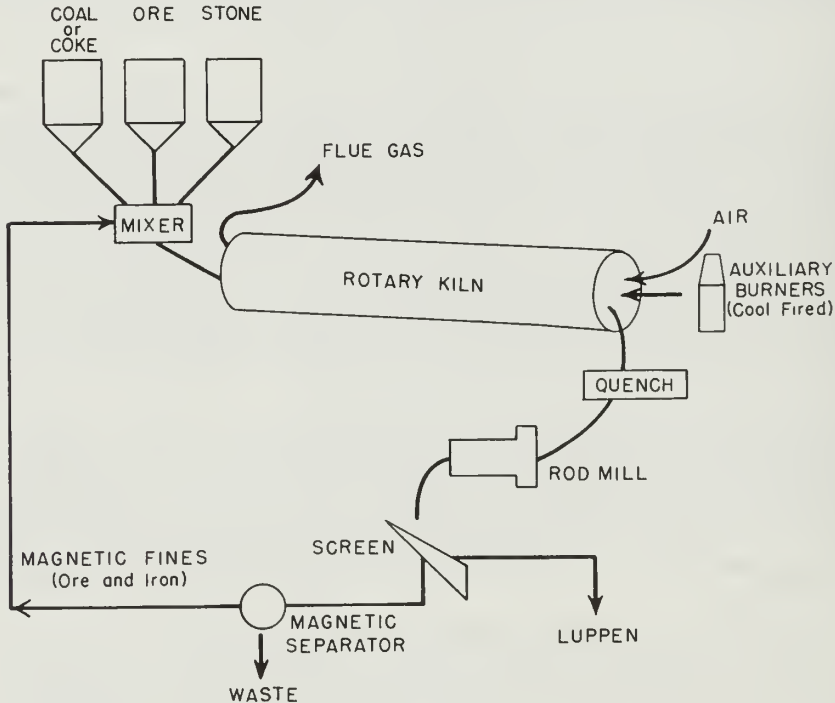 COAL
or
COKE
ORE
STONE
FLUE GAS
MIXER
AIR
ROTARY KILN
AUXILIARY
BURNERS
(Cool Fired)
QUENCH
ROD MILL
SCREEN
MAGNETIC FINES
(Ore and Iron)
MAGNETIC
SEPARATOR
LUPPEN
WASTE